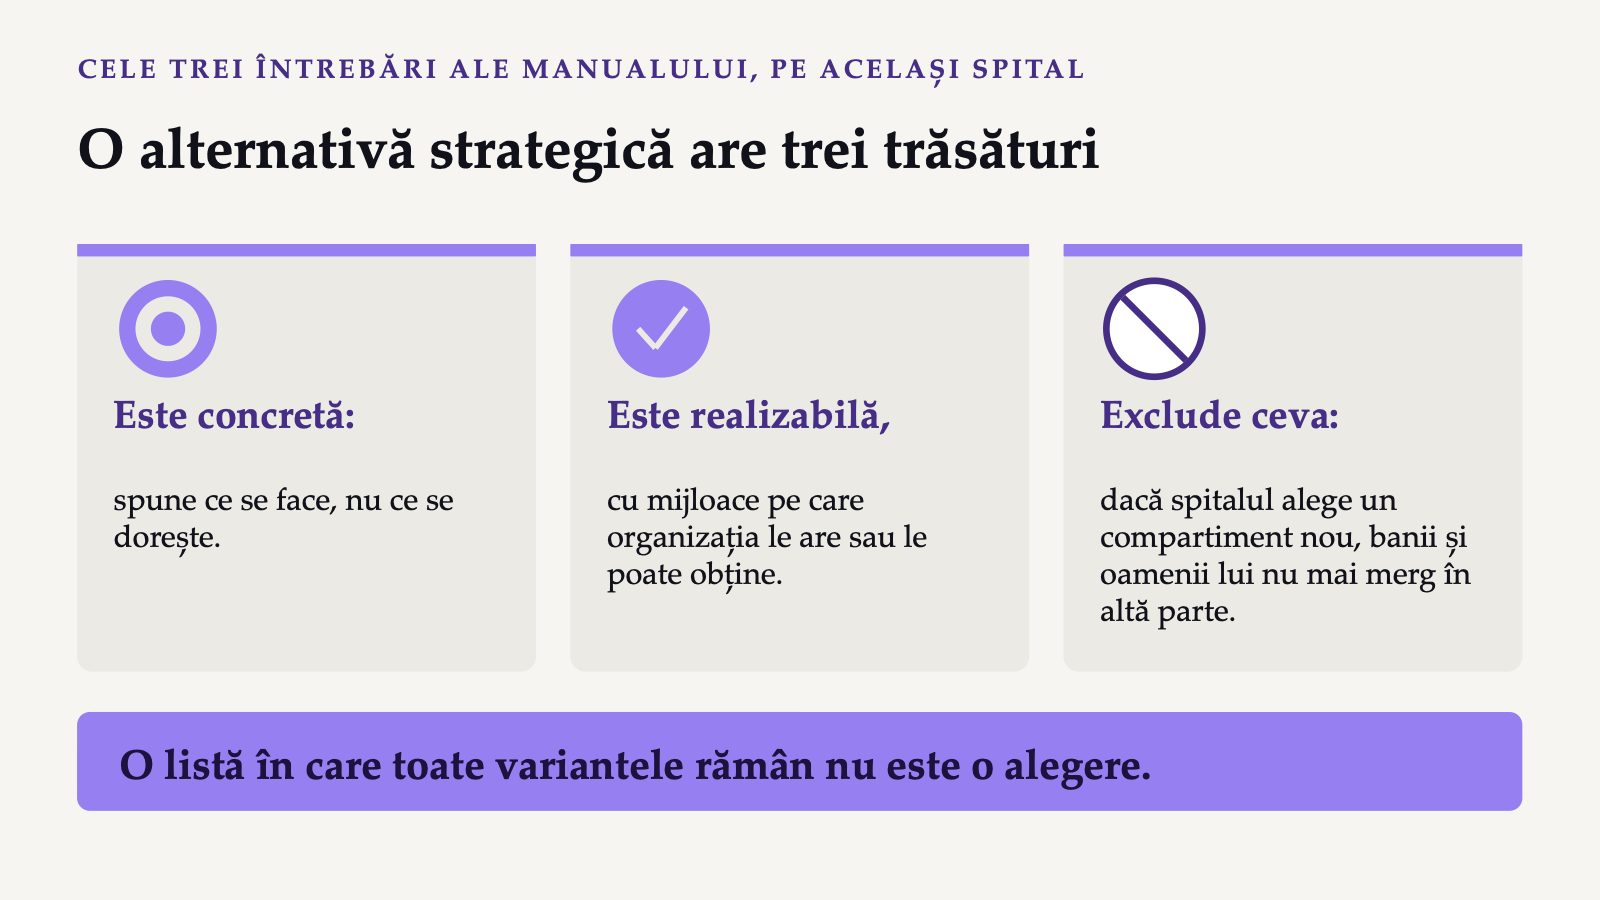 CELE TREI ÎNTREBĂRI ALE MANUALULUI, PE ACELAȘI SPITAL
O alternativă strategică are trei trăsături
Este concretă:
spune ce se face, nu ce se
dorește.
Este realizabilă,
cu mijloace pe care
organizația le are sau le
poate obține.
Exclude ceva:
dacă spitalul alege un
compartiment nou, banii și
oamenii lui nu mai merg în
altă parte.
O listă în care toate variantele rămân nu este o alegere.